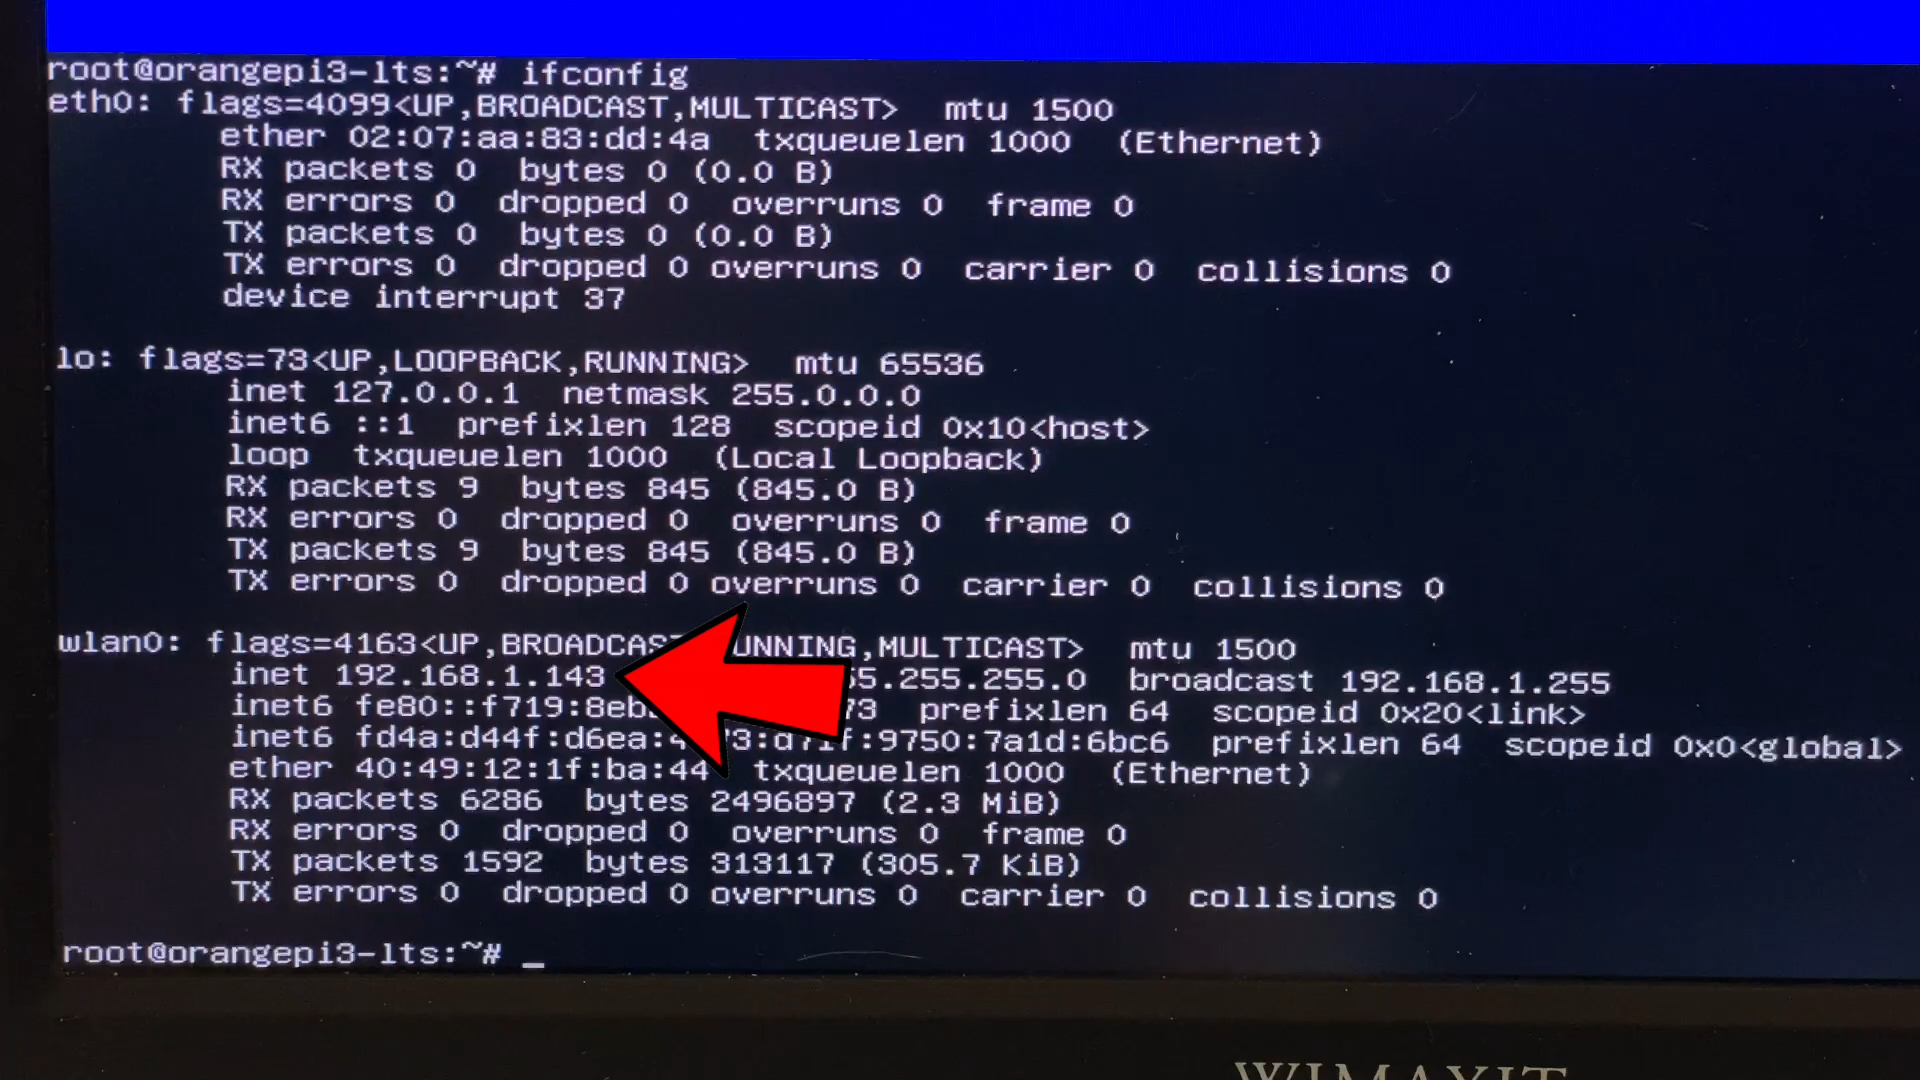 root@orangepi3-lts:~# ifconfig
eth0: flags=4099<UP,BROADCAST,MULTICAST>  mtu 1500
ether 02:07:aa:83:dd:4a  txqueuelen 1000  (Ethernet)
RX packets 0  bytes 0 (0.0 B)
RX errors 0  dropped 0  overruns 0  frame 0
TX packets 0  bytes 0 (0.0 B)
TX errors 0  dropped 0 overruns 0  carrier 0  collisions 0
device interrupt 37
lo: flags=73<UP,LOOPBACK,RUNNING>  mtu 65536
inet 127.0.0.1  netmask 255.0.0.0
inet6 ::1  prefixlen 128  scopeid 0x10<host>
loop  txqueuelen 1000  (Local Loopback)
RX packets 9  bytes 845 (845.0 B)
RX errors 0  dropped 0  overruns 0  frame 0
TX packets 9  bytes 845 (845.0 B)
TX errors 0  dropped 0 overruns 0  carrier 0  collisions 0
wlan0: flags=4163<UP,BROADCAS UNNING,MULTICAST>  mtu 1500
inet 192.168.1.143 5.255.255.0  broadcast 192.168.1.255
inet6 fe80::f719:8eb 73  prefixlen 64  scopeid 0x20<link>
inet6 fd4a:d44f:d6ea: :9750:7a1d:6bc6  prefixlen 64  scopeid 0x0<global>
ether 40:49:12:1f:ba:44  txqueuelen 1000  (Ethernet)
RX packets 6286  bytes 2496897 (2.3 MiB)
RX errors 0  dropped 0  overruns 0  frame 0
TX packets 1592  bytes 313117 (305.7 KiB)
TX errors 0  dropped 0 overruns 0  carrier 0  collisions 0
root@orangepi3-lts:~# _
WIMAXIT